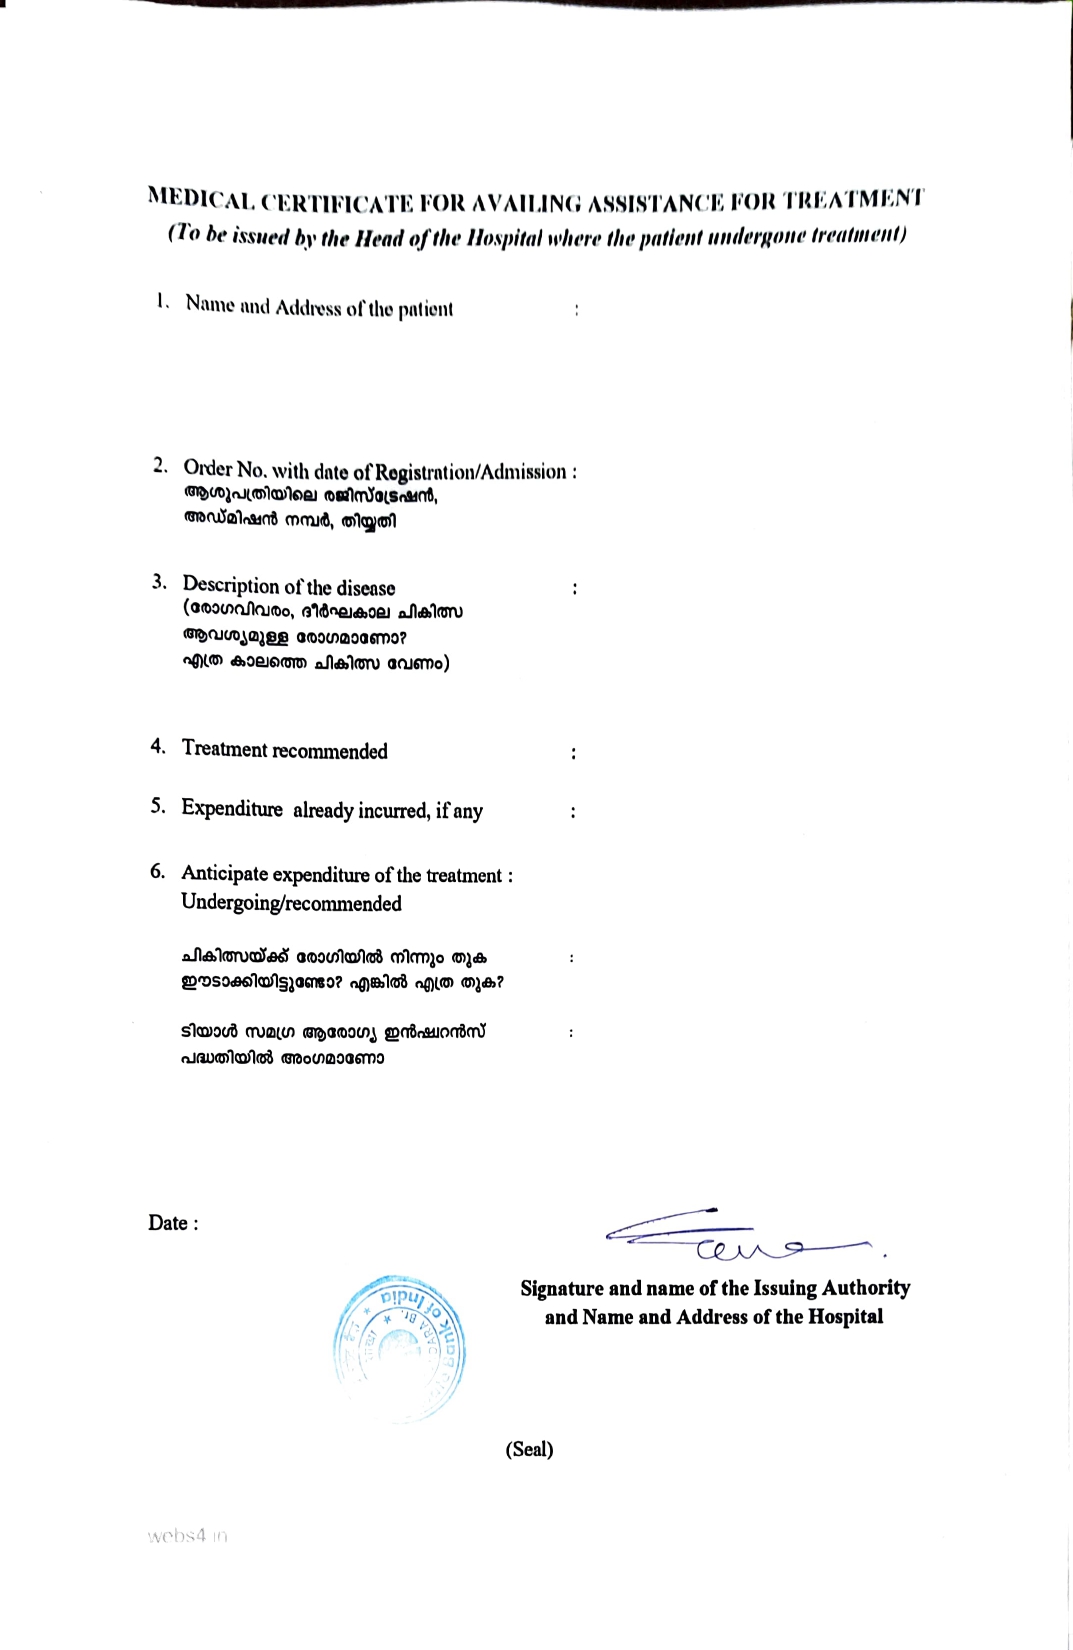 MEDICAL CERTIFICATE FOR AVAILING ASSISTANCE FOR TREATMENT
(To be issued by the Head of the Hospital where the patient undergone treatment)
1. Name and Address of the patient :
2. Order No. with date of Registration/Admission :
ആശുപത്രിയിലെ രജിസ്ട്രേഷൻ,
അഡ്മിഷൻ നമ്പർ, തിയ്യതി
3. Description of the disease :
(രോഗവിവരം, ദീർഘകാല ചികിത്സ
ആവശ്യമുള്ള രോഗമാണോ?
എത്ര കാലത്തെ ചികിത്സ വേണം)
4. Treatment recommended :
5. Expenditure already incurred, if any :
6. Anticipate expenditure of the treatment :
Undergoing/recommended
ചികിത്സയ്ക്ക് രോഗിയിൽ നിന്നും തുക :
ഈടാക്കിയിട്ടുണ്ടോ? എങ്കിൽ എത്ര തുക?
ടിയാൾ സമഗ്ര ആരോഗ്യ ഇൻഷുറൻസ് :
പദ്ധതിയിൽ അംഗമാണോ
Date :
Signature and name of the Issuing Authority
and Name and Address of the Hospital
Bank of India
(Seal)
webs4.in